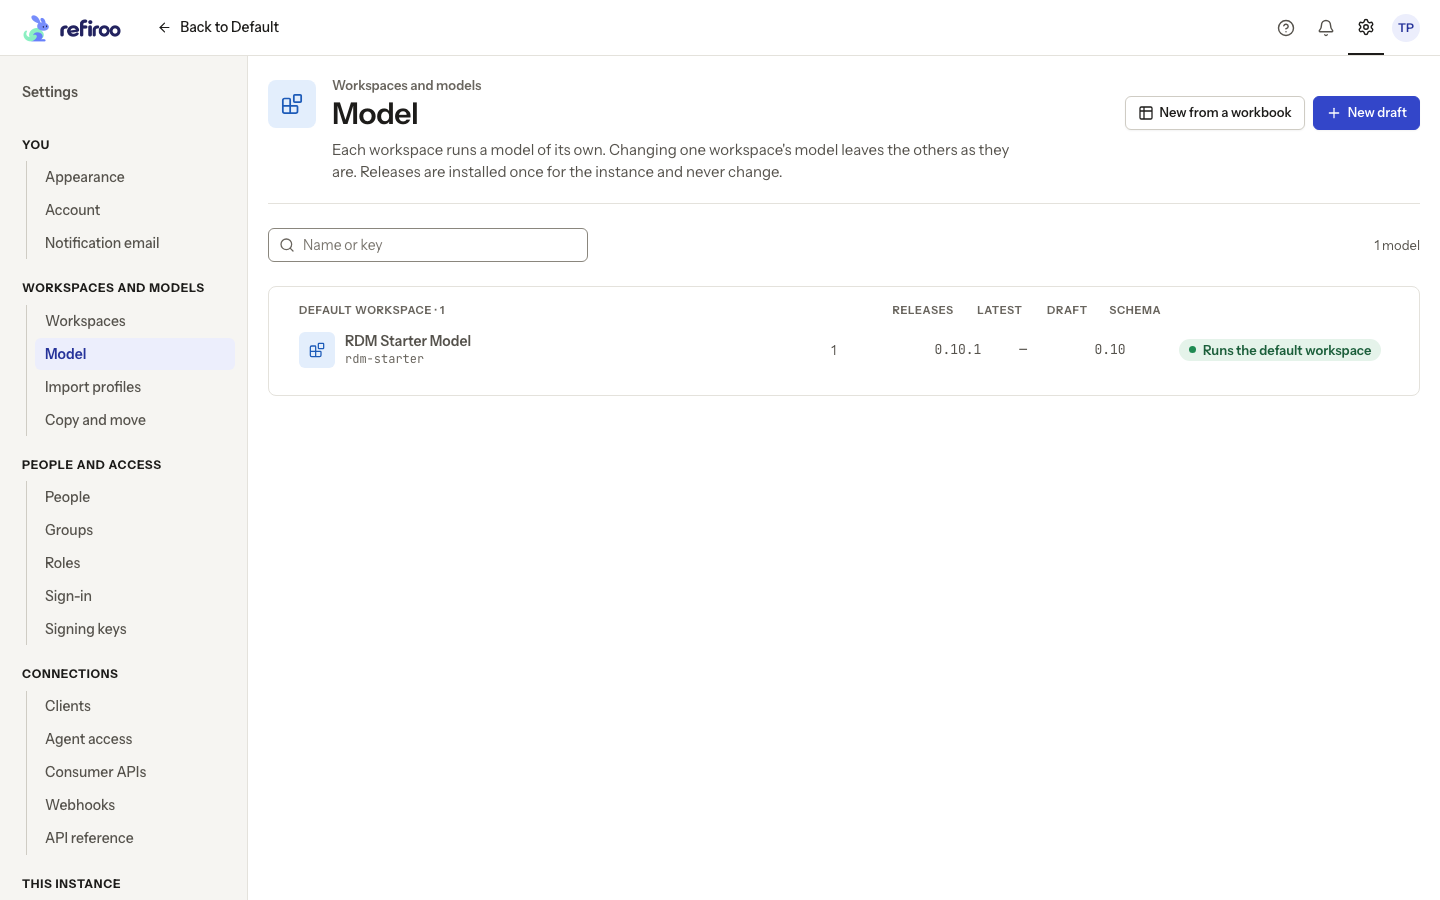 refiroo
Back to Default
TP
Settings
YOU
Appearance
Account
Notification email
WORKSPACES AND MODELS
Workspaces
Model
Import profiles
Copy and move
PEOPLE AND ACCESS
People
Groups
Roles
Sign-in
Signing keys
CONNECTIONS
Clients
Agent access
Consumer APIs
Webhooks
API reference
THIS INSTANCE
Workspaces and models
Model
Each workspace runs a model of its own. Changing one workspace's model leaves the others as they
are. Releases are installed once for the instance and never change.
New from a workbook
New draft
Name or key
1 model
DEFAULT WORKSPACE · 1 RELEASES LATEST DRAFT SCHEMA
RDM Starter Model
rdm-starter
1 0.10.1 — 0.10 Runs the default workspace